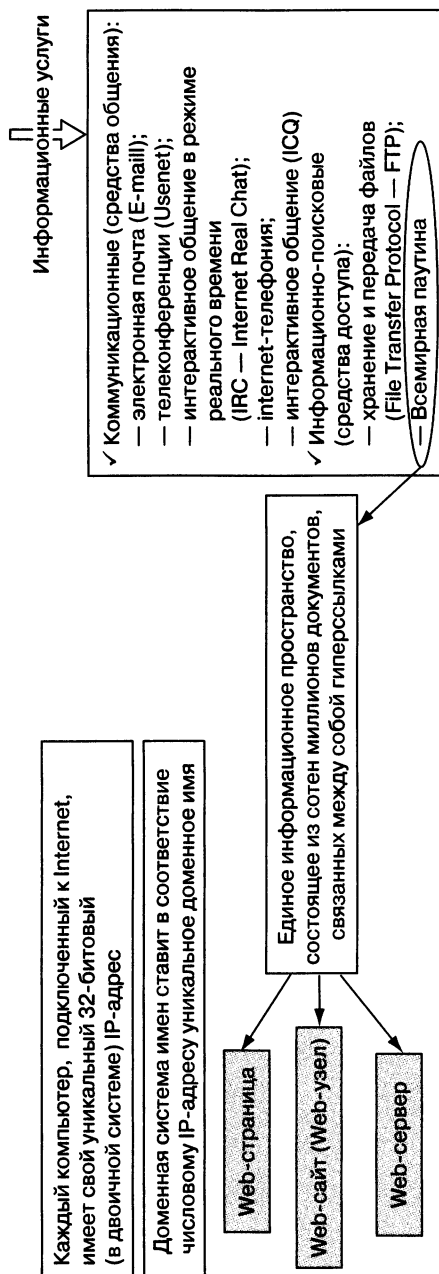 Информационные услуги
✓ Коммуникационные (средства общения):
— электронная почта (E-maill);
— телеконференции (Usenet);
— интерактивное общение в режиме
реального времени
(IRC — Internet Real Chat);
— internet-телефония;
— интерактивное общение (ICQ)
✓ Информационно-поисковые
(средства доступа):
— хранение и передача файлов
(File Transfer Protocol — FTP);
— Всемирная паутина
Каждый компьютер, подключенный к Internet,
имеет свой уникальный 32-битовый
(в двоичной системе) IP-адрес
Доменная система имен ставит в соответствие
числовому IP-адресу уникальное доменное имя
Единое информационное пространство,
состоящее из сотен миллионов документов,
связанных между собой гиперссылками
Web-страница
Web-сайт (Web-узел)
Web-сервер